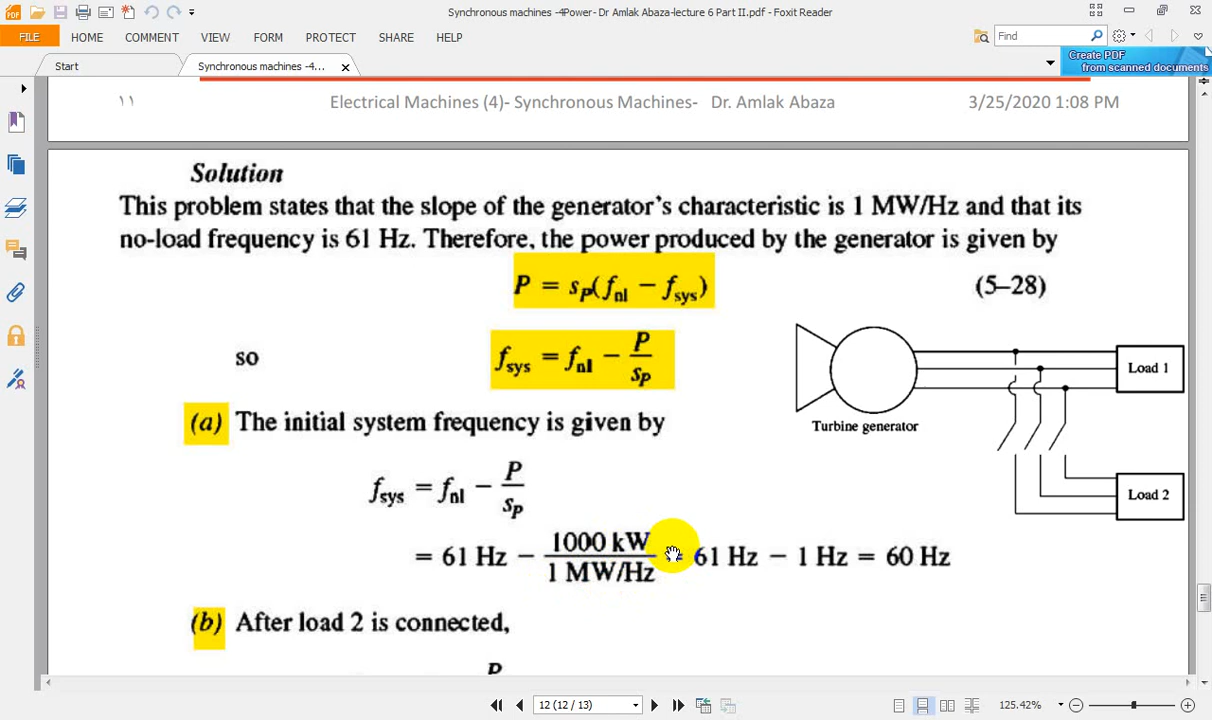 Synchronous machines -4Power- Dr Amlak Abaza-lecture 6 Part II.pdf - Foxit Reader
FILE HOME COMMENT VIEW FORM PROTECT SHARE HELP
Find
Start
Synchronous machines -4...
Create PDF
from scanned documents
١١ Electrical Machines (4)- Synchronous Machines- Dr. Amlak Abaza 3/25/2020 1:08 PM
Solution
This problem states that the slope of the generator's characteristic is 1 MW/Hz and that its
no-load frequency is 61 Hz. Therefore, the power produced by the generator is given by
P = sP(fnl − fsys) (5–28)
so fsys = fnl − P/sP
Load 1
Turbine generator
Load 2
(a) The initial system frequency is given by
fsys = fnl − P/sP
= 61 Hz − 1000 kW/1 MW/Hz = 61 Hz − 1 Hz = 60 Hz
(b) After load 2 is connected,
P
12 (12 / 13)
125.42%